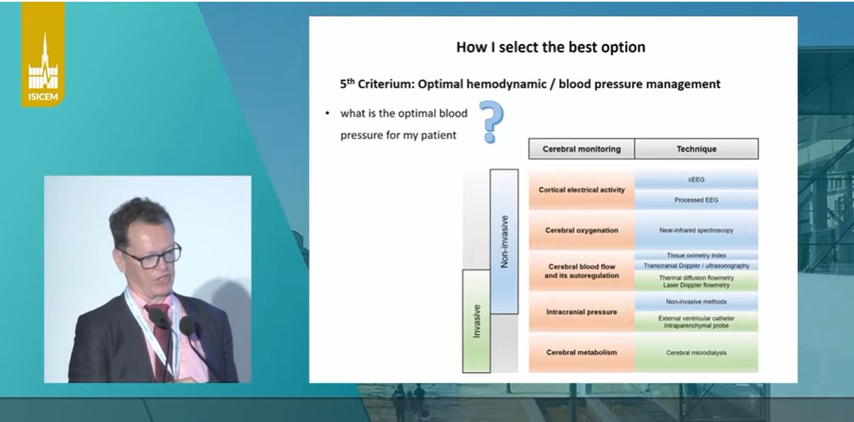 ISICEM
How I select the best option
5th Criterium: Optimal hemodynamic / blood pressure management
• what is the optimal blood
pressure for my patient
?
Cerebral monitoring
Technique
Non-invasive
Invasive
Cortical electrical activity
cEEG
Processed EEG
Cerebral oxygenation
Near-infrared spectroscopy
Cerebral blood flow
and its autoregulation
Tissue oximetry index
Transcranial Doppler / ultrasonography
Thermal diffusion flowmetry
Laser Doppler flowmetry
Intracranial pressure
Non-invasive methods
External ventricular catheter
Intraparenchymal probe
Cerebral metabolism
Cerebral microdialysis